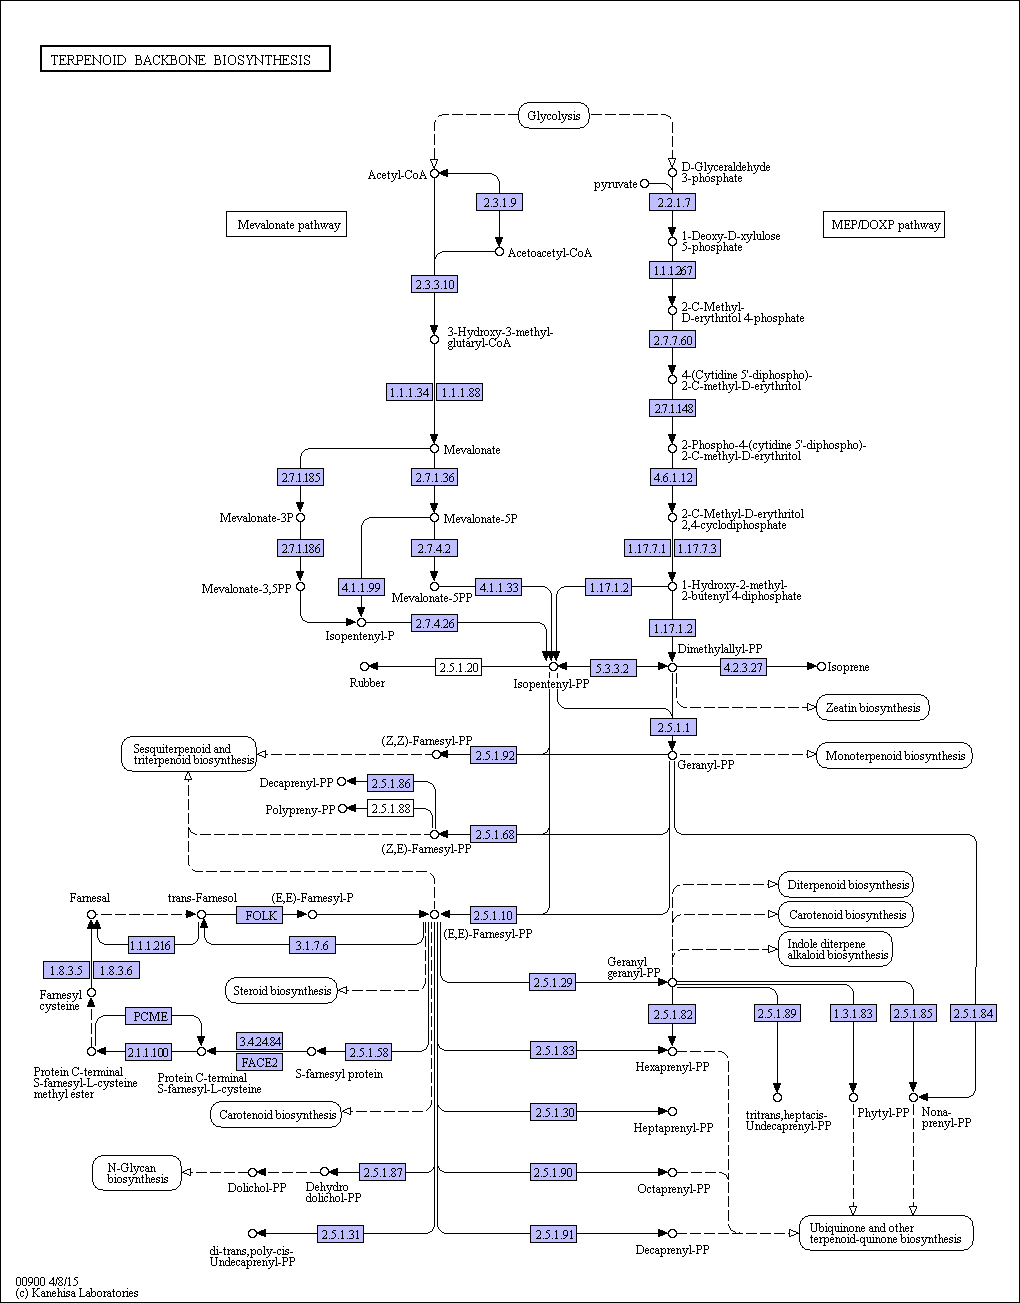 TERPENOID BACKBONE BIOSYNTHESIS
Glycolysis
Acetyl-CoA
D-Glyceraldehyde
3-phosphate
pyruvate
2.3.1.9
2.2.1.7
Mevalonate pathway
MEP/DOXP pathway
1-Deoxy-D-xylulose
5-phosphate
Acetoacetyl-CoA
1.1.1.267
2.3.3.10
2-C-Methyl-
D-erythritol 4-phosphate
3-Hydroxy-3-methyl-
glutaryl-CoA
2.7.7.60
4-(Cytidine 5'-diphospho)-
2-C-methyl-D-erythritol
1.1.1.34
1.1.1.88
2.7.1.148
Mevalonate
2-Phospho-4-(cytidine 5'-diphospho)-
2-C-methyl-D-erythritol
2.7.1.185
2.7.1.36
4.6.1.12
Mevalonate-3P
Mevalonate-5P
2-C-Methyl-D-erythritol
2,4-cyclodiphosphate
2.7.1.186
2.7.4.2
1.17.7.1
1.17.7.3
Mevalonate-3,5PP
4.1.1.99
Mevalonate-5PP
4.1.1.33
1.17.1.2
1-Hydroxy-2-methyl-
2-butenyl 4-diphosphate
Isopentenyl-P
2.7.4.26
1.17.1.2
Dimethylallyl-PP
Rubber
2.5.1.20
Isopentenyl-PP
5.3.3.2
4.2.3.27
Isoprene
Zeatin biosynthesis
2.5.1.1
Sesquiterpenoid and
triterpenoid biosynthesis
(Z,Z)-Farnesyl-PP
2.5.1.92
Geranyl-PP
Monoterpenoid biosynthesis
Decaprenyl-PP
2.5.1.86
Polypreny-PP
2.5.1.88
(Z,E)-Farnesyl-PP
2.5.1.68
Diterpenoid biosynthesis
Farnesal
trans-Farnesol
(E,E)-Farnesyl-P
FOLK
2.5.1.10
(E,E)-Farnesyl-PP
Carotenoid biosynthesis
1.1.1.216
3.1.7.6
Indole diterpene
alkaloid biosynthesis
1.8.3.5
1.8.3.6
Geranyl
geranyl-PP
Farnesyl
cysteine
Steroid biosynthesis
2.5.1.29
PCME
2.5.1.82
2.5.1.89
1.3.1.83
2.5.1.85
2.5.1.84
2.1.1.100
3.4.24.84
FACE2
2.5.1.58
2.5.1.83
Protein C-terminal
S-farnesyl-L-cysteine
methyl ester
Protein C-terminal
S-farnesyl-L-cysteine
S-farnesyl protein
Hexaprenyl-PP
Carotenoid biosynthesis
2.5.1.30
Heptaprenyl-PP
tritrans,heptacis-
Undecaprenyl-PP
Phytyl-PP
Nona-
prenyl-PP
N-Glycan
biosynthesis
Dolichol-PP
Dehydro
dolichol-PP
2.5.1.87
2.5.1.90
Octaprenyl-PP
di-trans,poly-cis-
Undecaprenyl-PP
2.5.1.31
2.5.1.91
Decaprenyl-PP
Ubiquinone and other
terpenoid-quinone biosynthesis
00900 4/8/15
(c) Kanehisa Laboratories